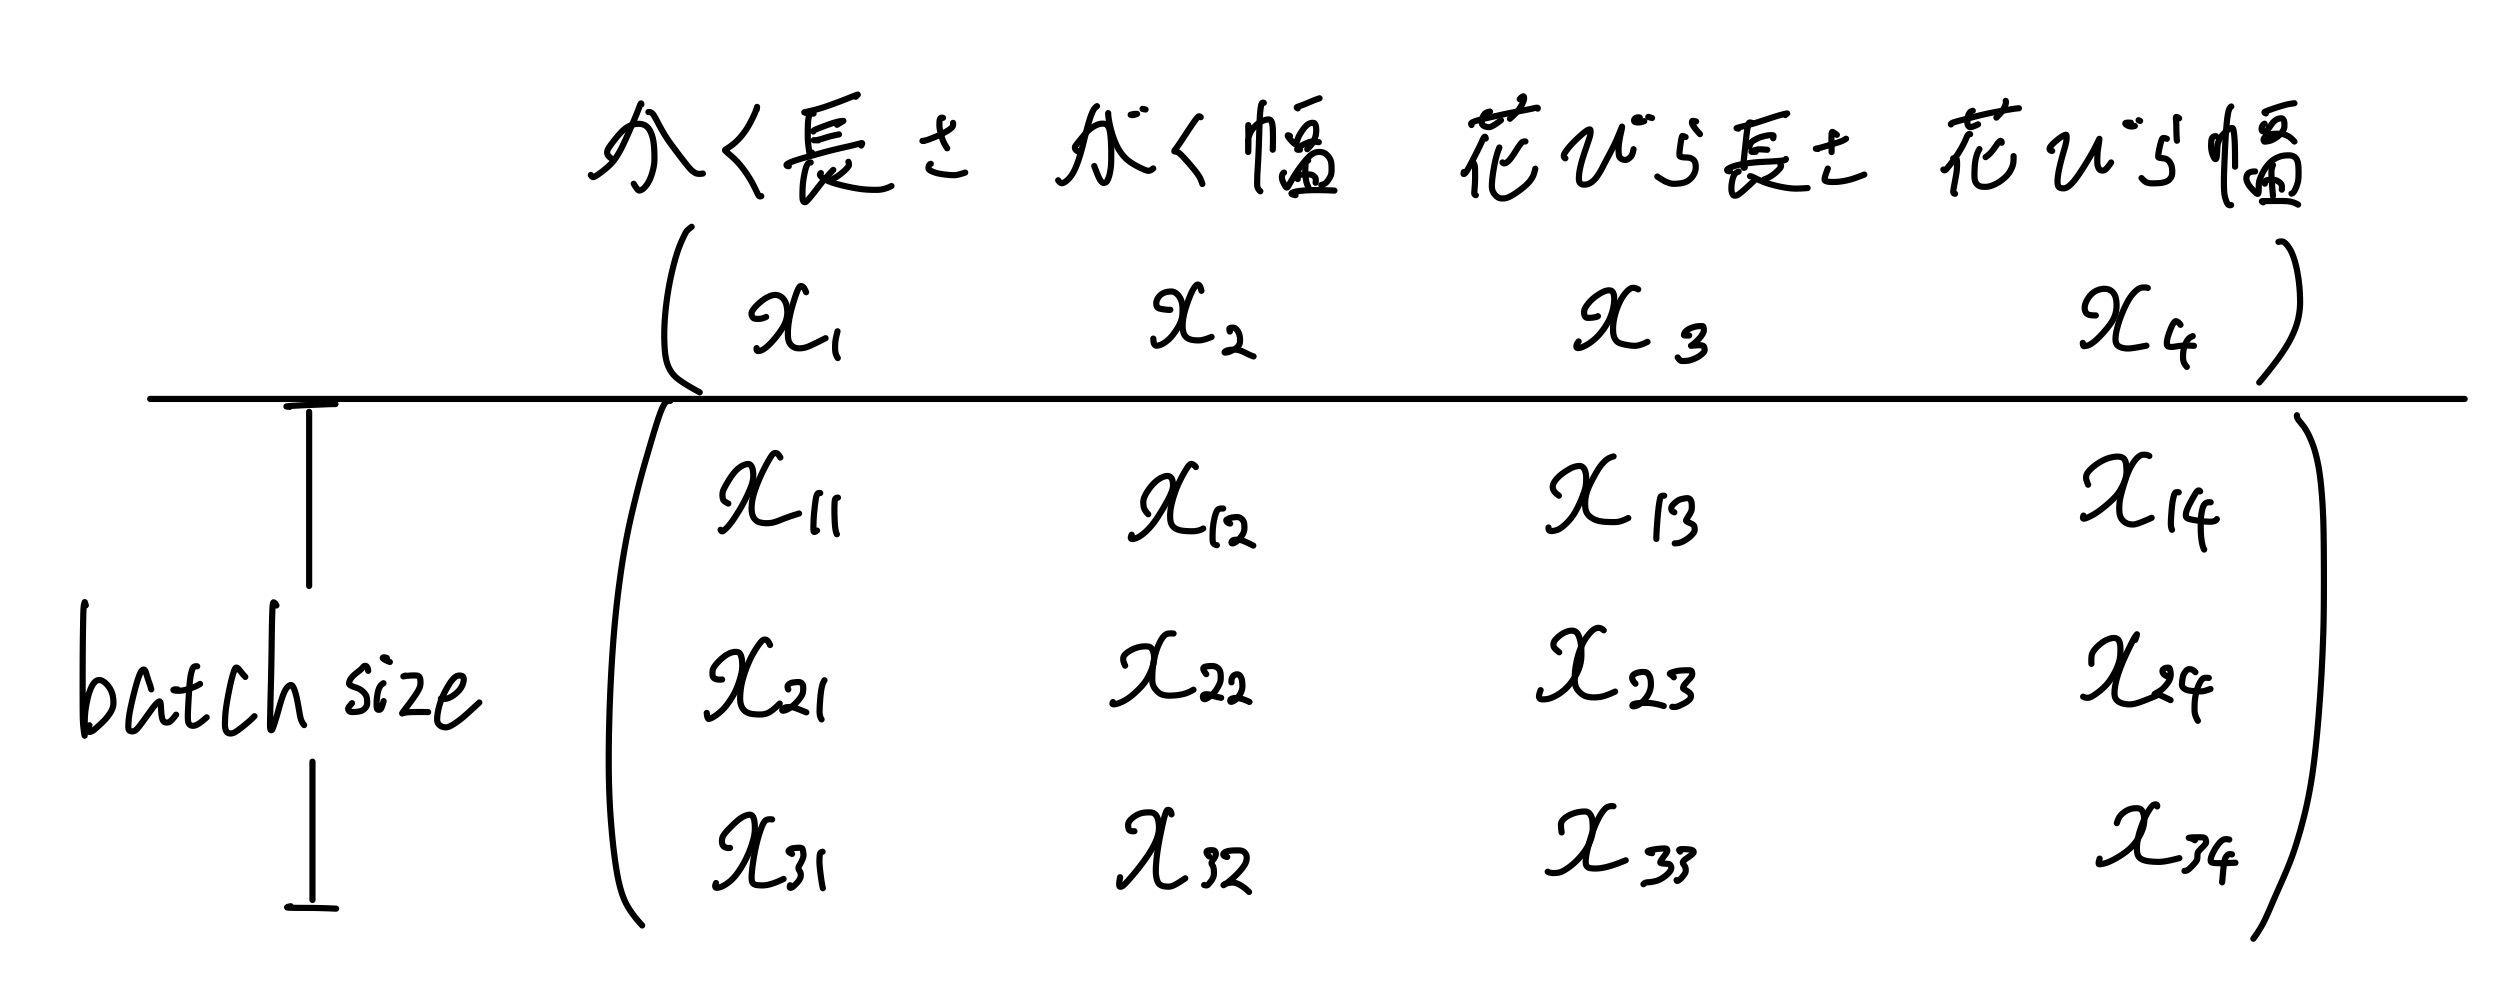 がく長さ がく幅 花びら長さ 花びら幅
( x₁ x₂ x₃ x₄ )
( x₁₁ x₁₂ x₁₃ x₁₄
batch size x₂₁ x₂₂ x₂₃ x₂₄
x₃₁ x₃₂ x₃₃ x₃₄ )